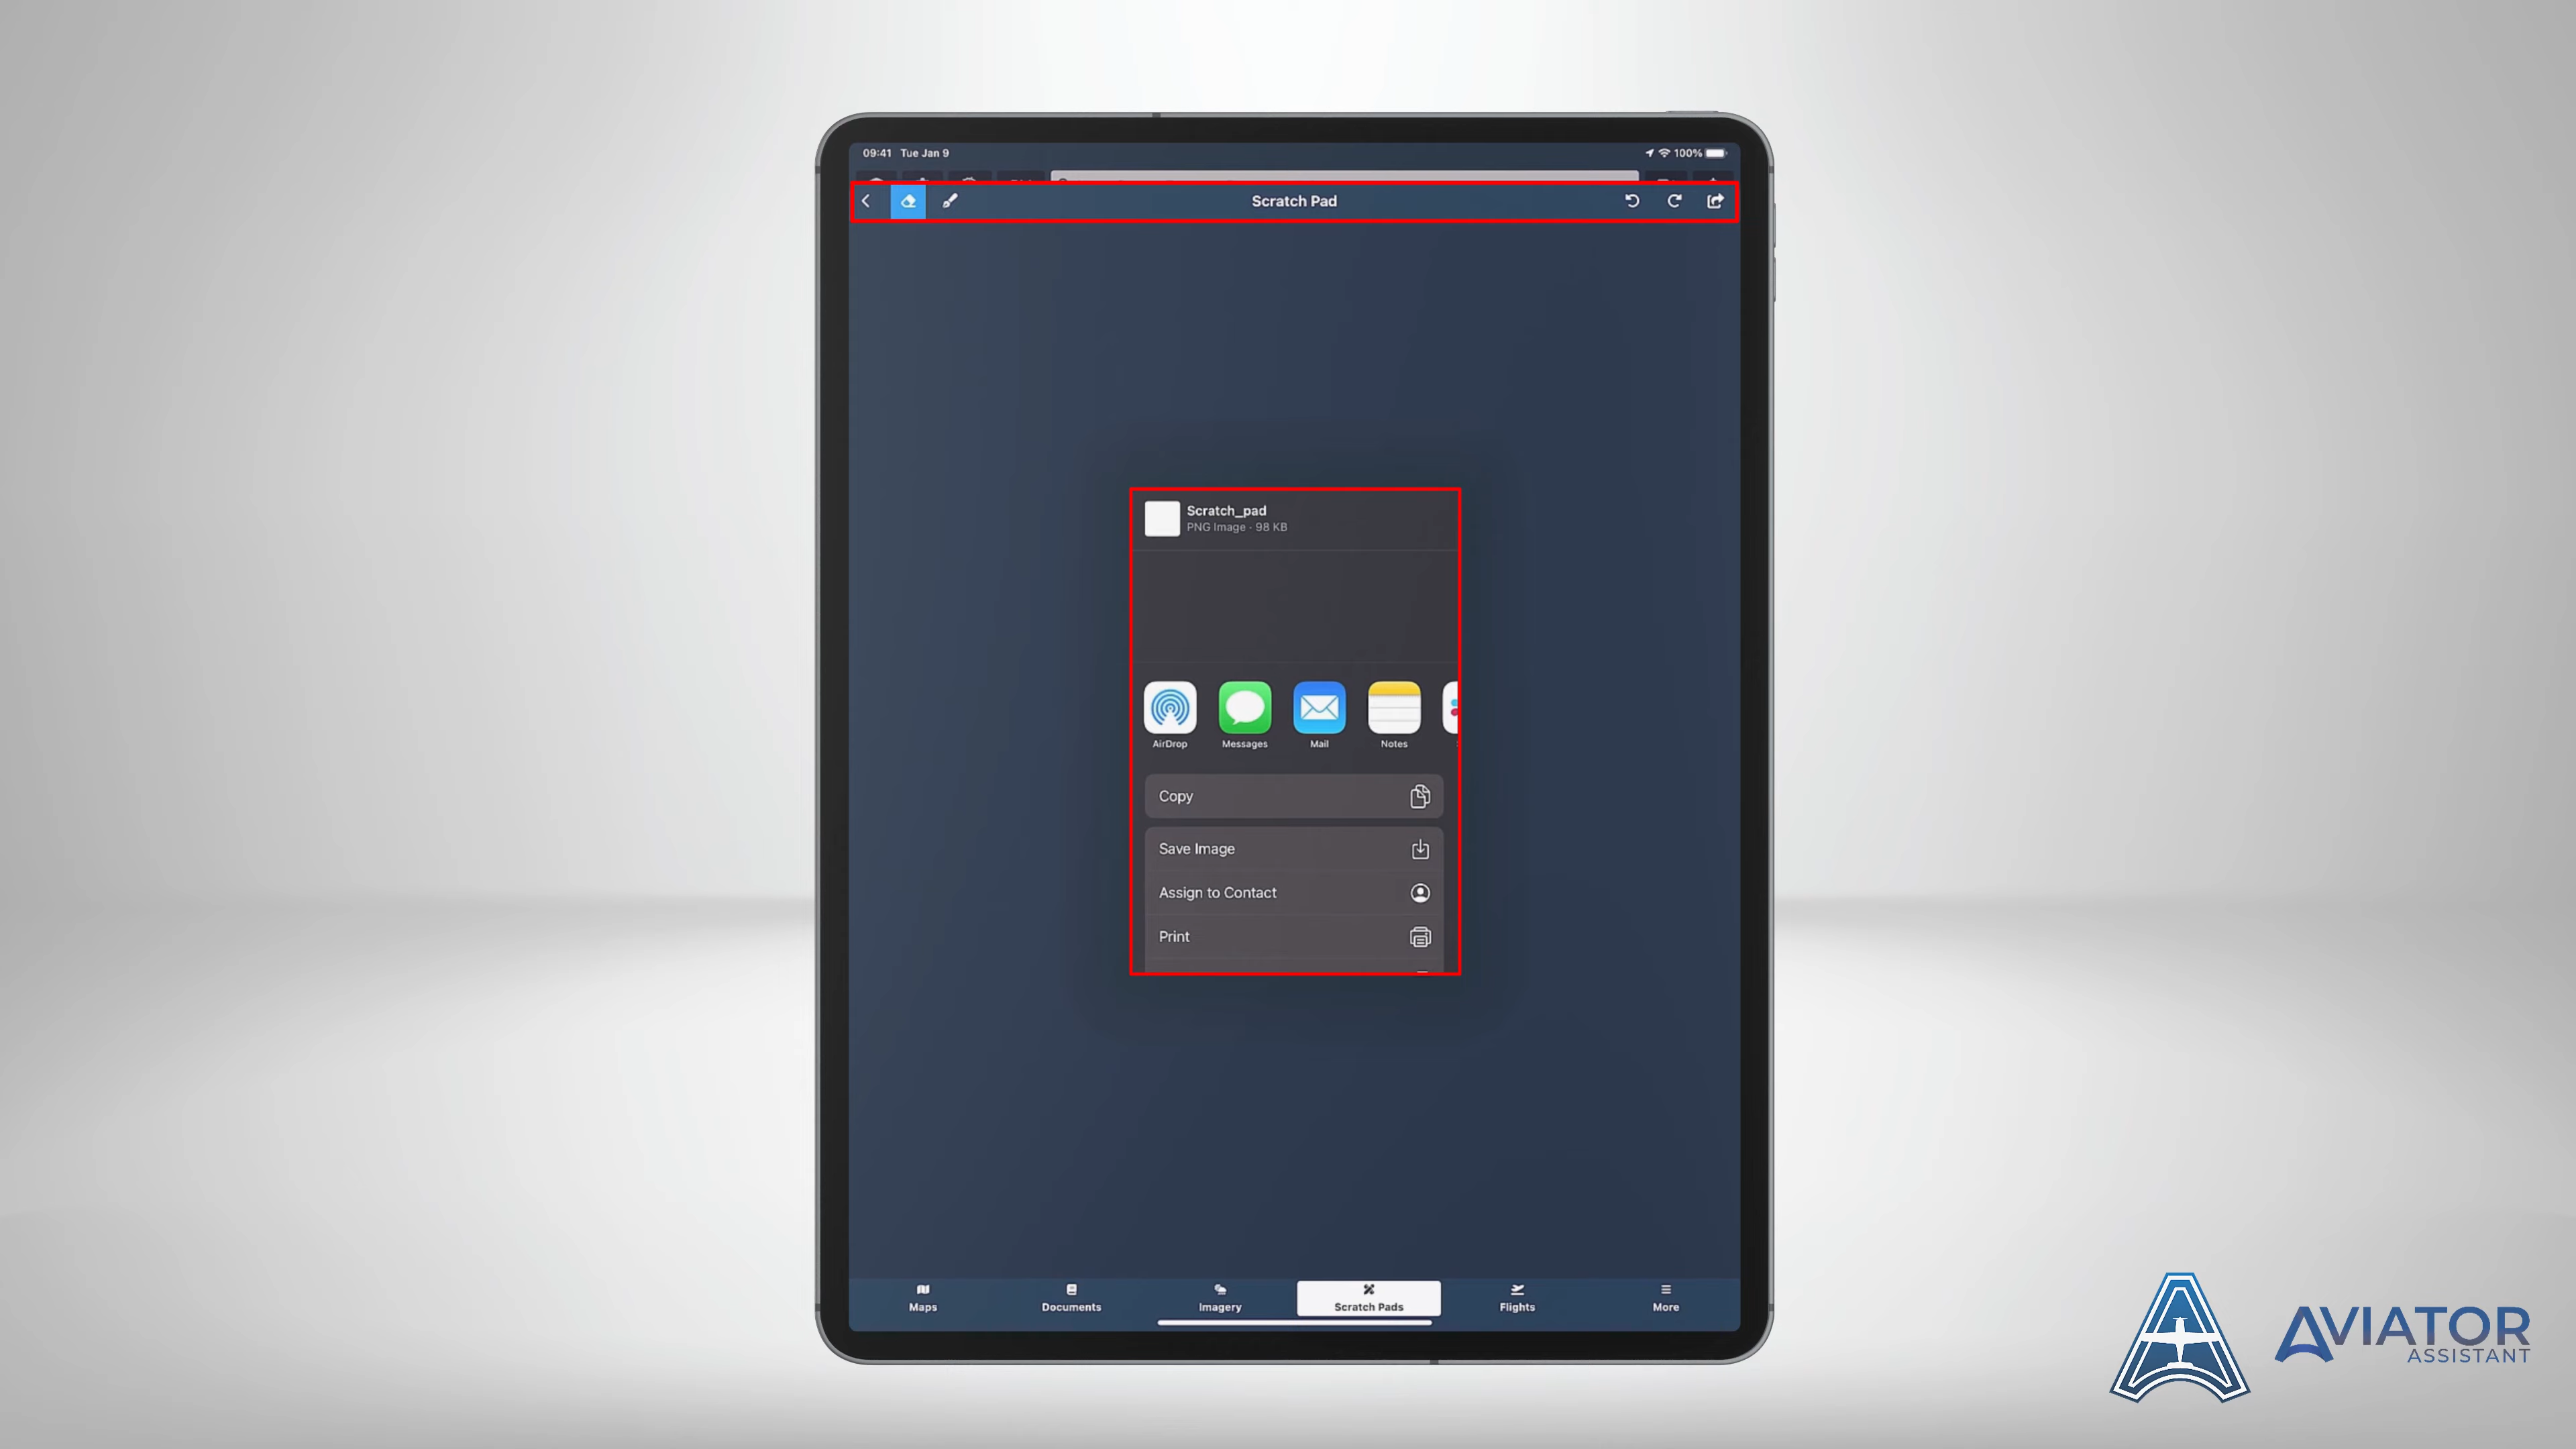 09:41 Tue Jan 9
100%
Scratch Pad
Scratch_pad
PNG Image · 98 KB
AirDrop
Messages
Mail
Notes
Copy
Save Image
Assign to Contact
Print
Maps
Documents
Imagery
Scratch Pads
Flights
More
AVIATOR
ASSISTANT